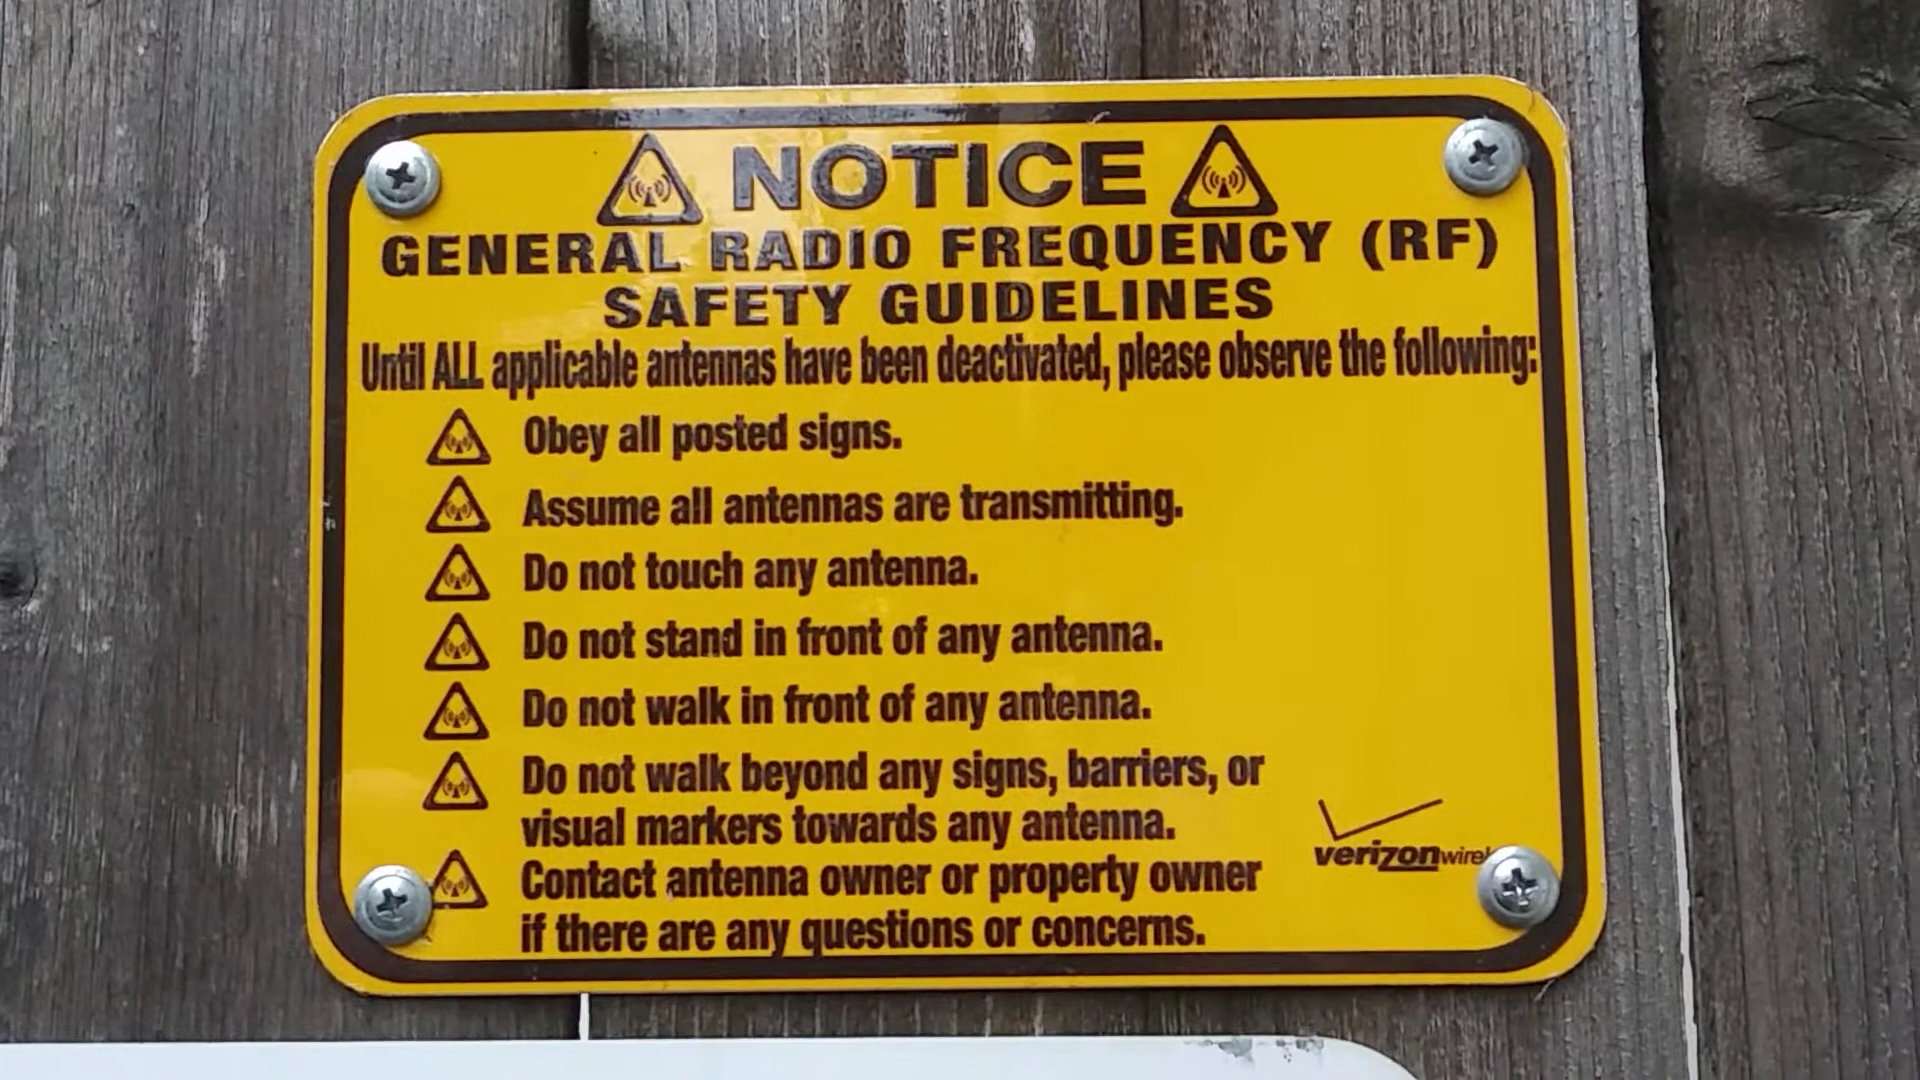 NOTICE
GENERAL RADIO FREQUENCY (RF)
SAFETY GUIDELINES
Until ALL applicable antennas have been deactivated, please observe the following:
Obey all posted signs.
Assume all antennas are transmitting.
Do not touch any antenna.
Do not stand in front of any antenna.
Do not walk in front of any antenna.
Do not walk beyond any signs, barriers, or
visual markers towards any antenna.
Contact antenna owner or property owner
if there are any questions or concerns.
verizon